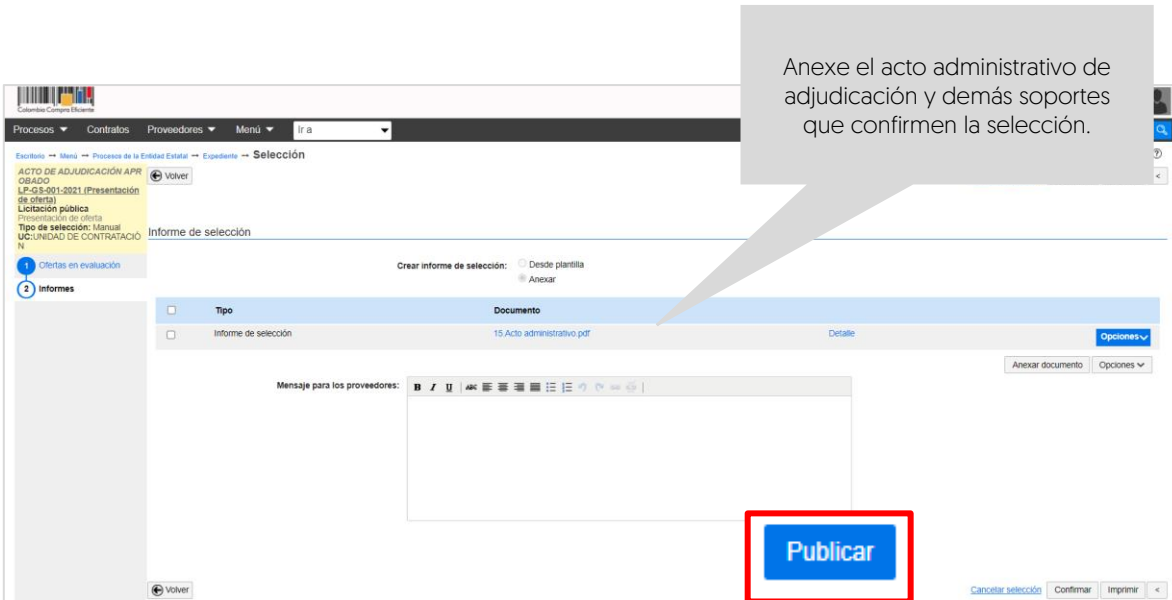 Anexe el acto administrativo de
adjudicación y demás soportes
que confirmen la selección.
Colombia Compra Eficiente
Procesos Contratos Proveedores Menú Ir a
Escritorio → Menú → Procesos de la Entidad Estatal → Expediente → Selección
ACTO DE ADJUDICACIÓN APR
OBADO
LP-GS-001-2021 (Presentación
de oferta)
Licitación pública
Presentación de oferta
Tipo de selección: Manual
UC:UNIDAD DE CONTRATACIÓ
N
Volver
<
Informe de selección
1 Ofertas en evaluación
2 Informes
Crear informe de selección: Desde plantilla
Anexar
Tipo Documento
Informe de selección 15.Acto administrativo.pdf Detalle Opciones
Anexar documento Opciones
Mensaje para los proveedores: B I U ABC
Publicar
Volver Cancelar selección Confirmar Imprimir <